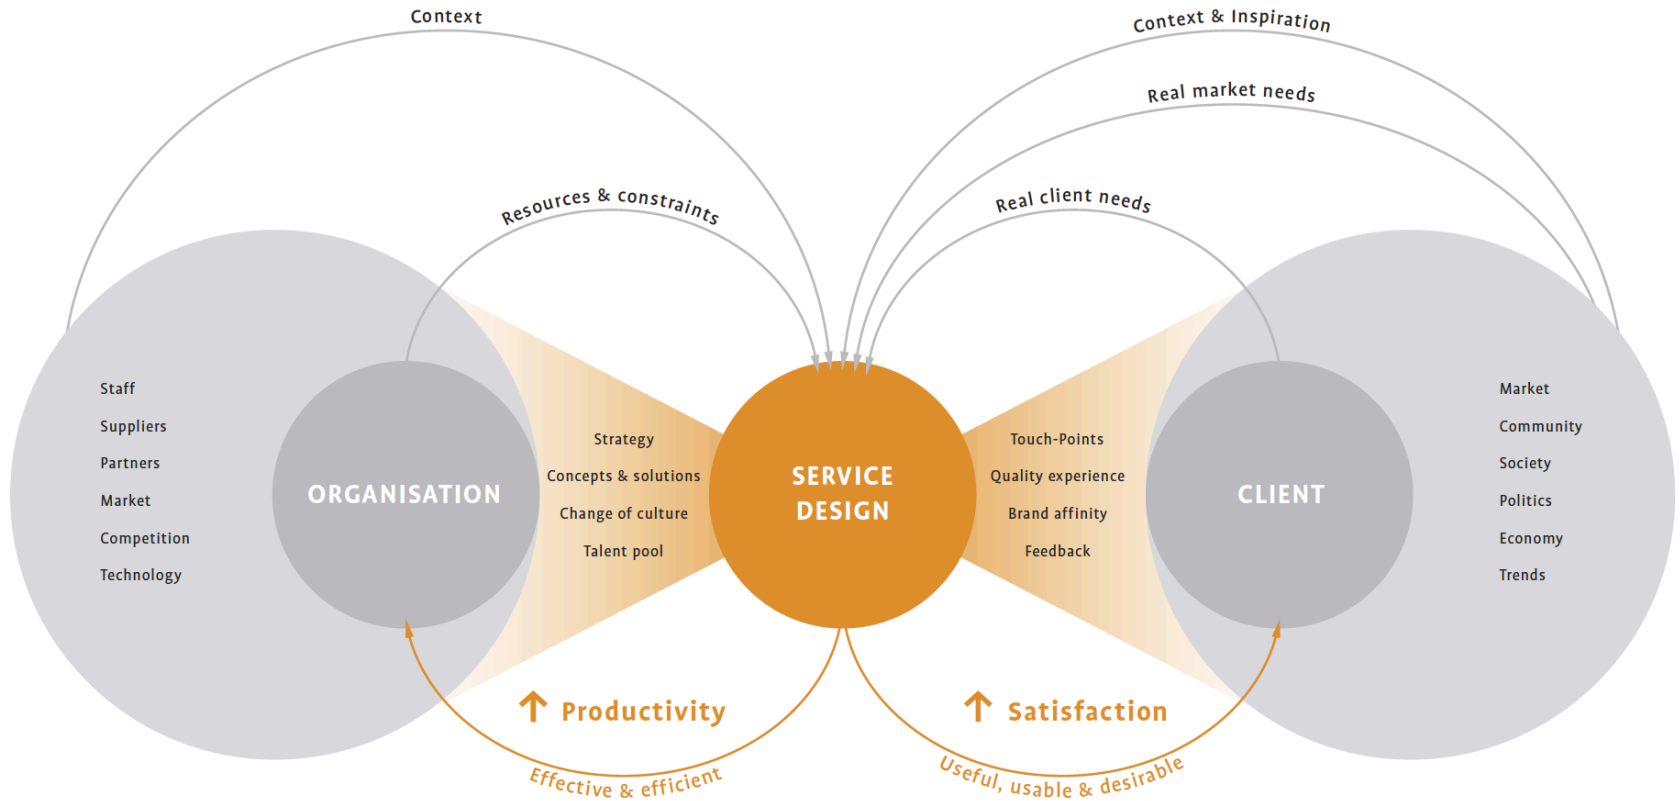 Context
Context & Inspiration
Real market needs
Resources & constraints
Real client needs
Staff
Suppliers
Partners
Market
Competition
Technology
ORGANISATION
Strategy
Concepts & solutions
Change of culture
Talent pool
SERVICE
DESIGN
Touch-Points
Quality experience
Brand affinity
Feedback
CLIENT
Market
Community
Society
Politics
Economy
Trends
↑ Productivity
Effective & efficient
↑ Satisfaction
Useful, usable & desirable